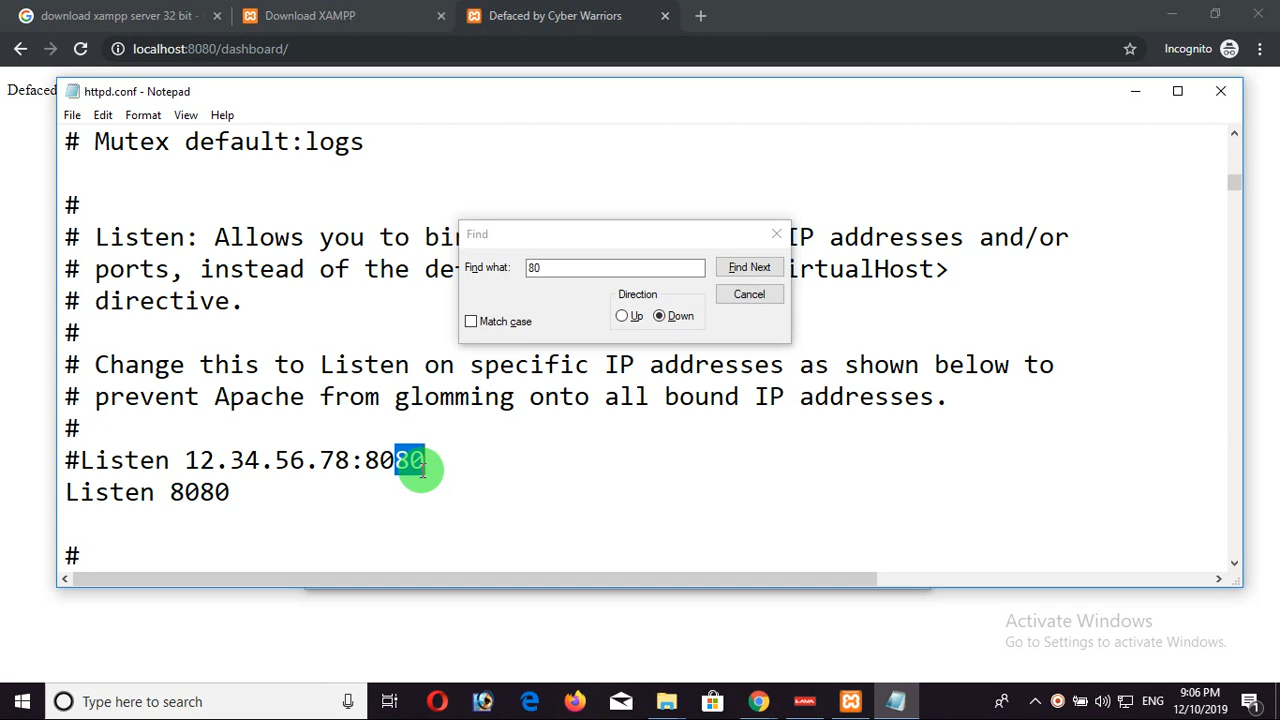 download xampp server 32 bit -
Download XAMPP
Defaced by Cyber Warriors
localhost:8080/dashboard/
Incognito
Defaced
httpd.conf - Notepad
File Edit Format View Help
# Mutex default:logs
#
# Listen: Allows you to bin IP addresses and/or
# ports, instead of the de irtualHost>
# directive.
#
# Change this to Listen on specific IP addresses as shown below to
# prevent Apache from glomming onto all bound IP addresses.
#
#Listen 12.34.56.78:8080
Listen 8080
#
Find
Find what: 80
Find Next
Direction
Cancel
Up Down
Match case
Activate Windows
Go to Settings to activate Windows.
Type here to search
LAVA
ENG
9:06 PM
12/10/2019
1